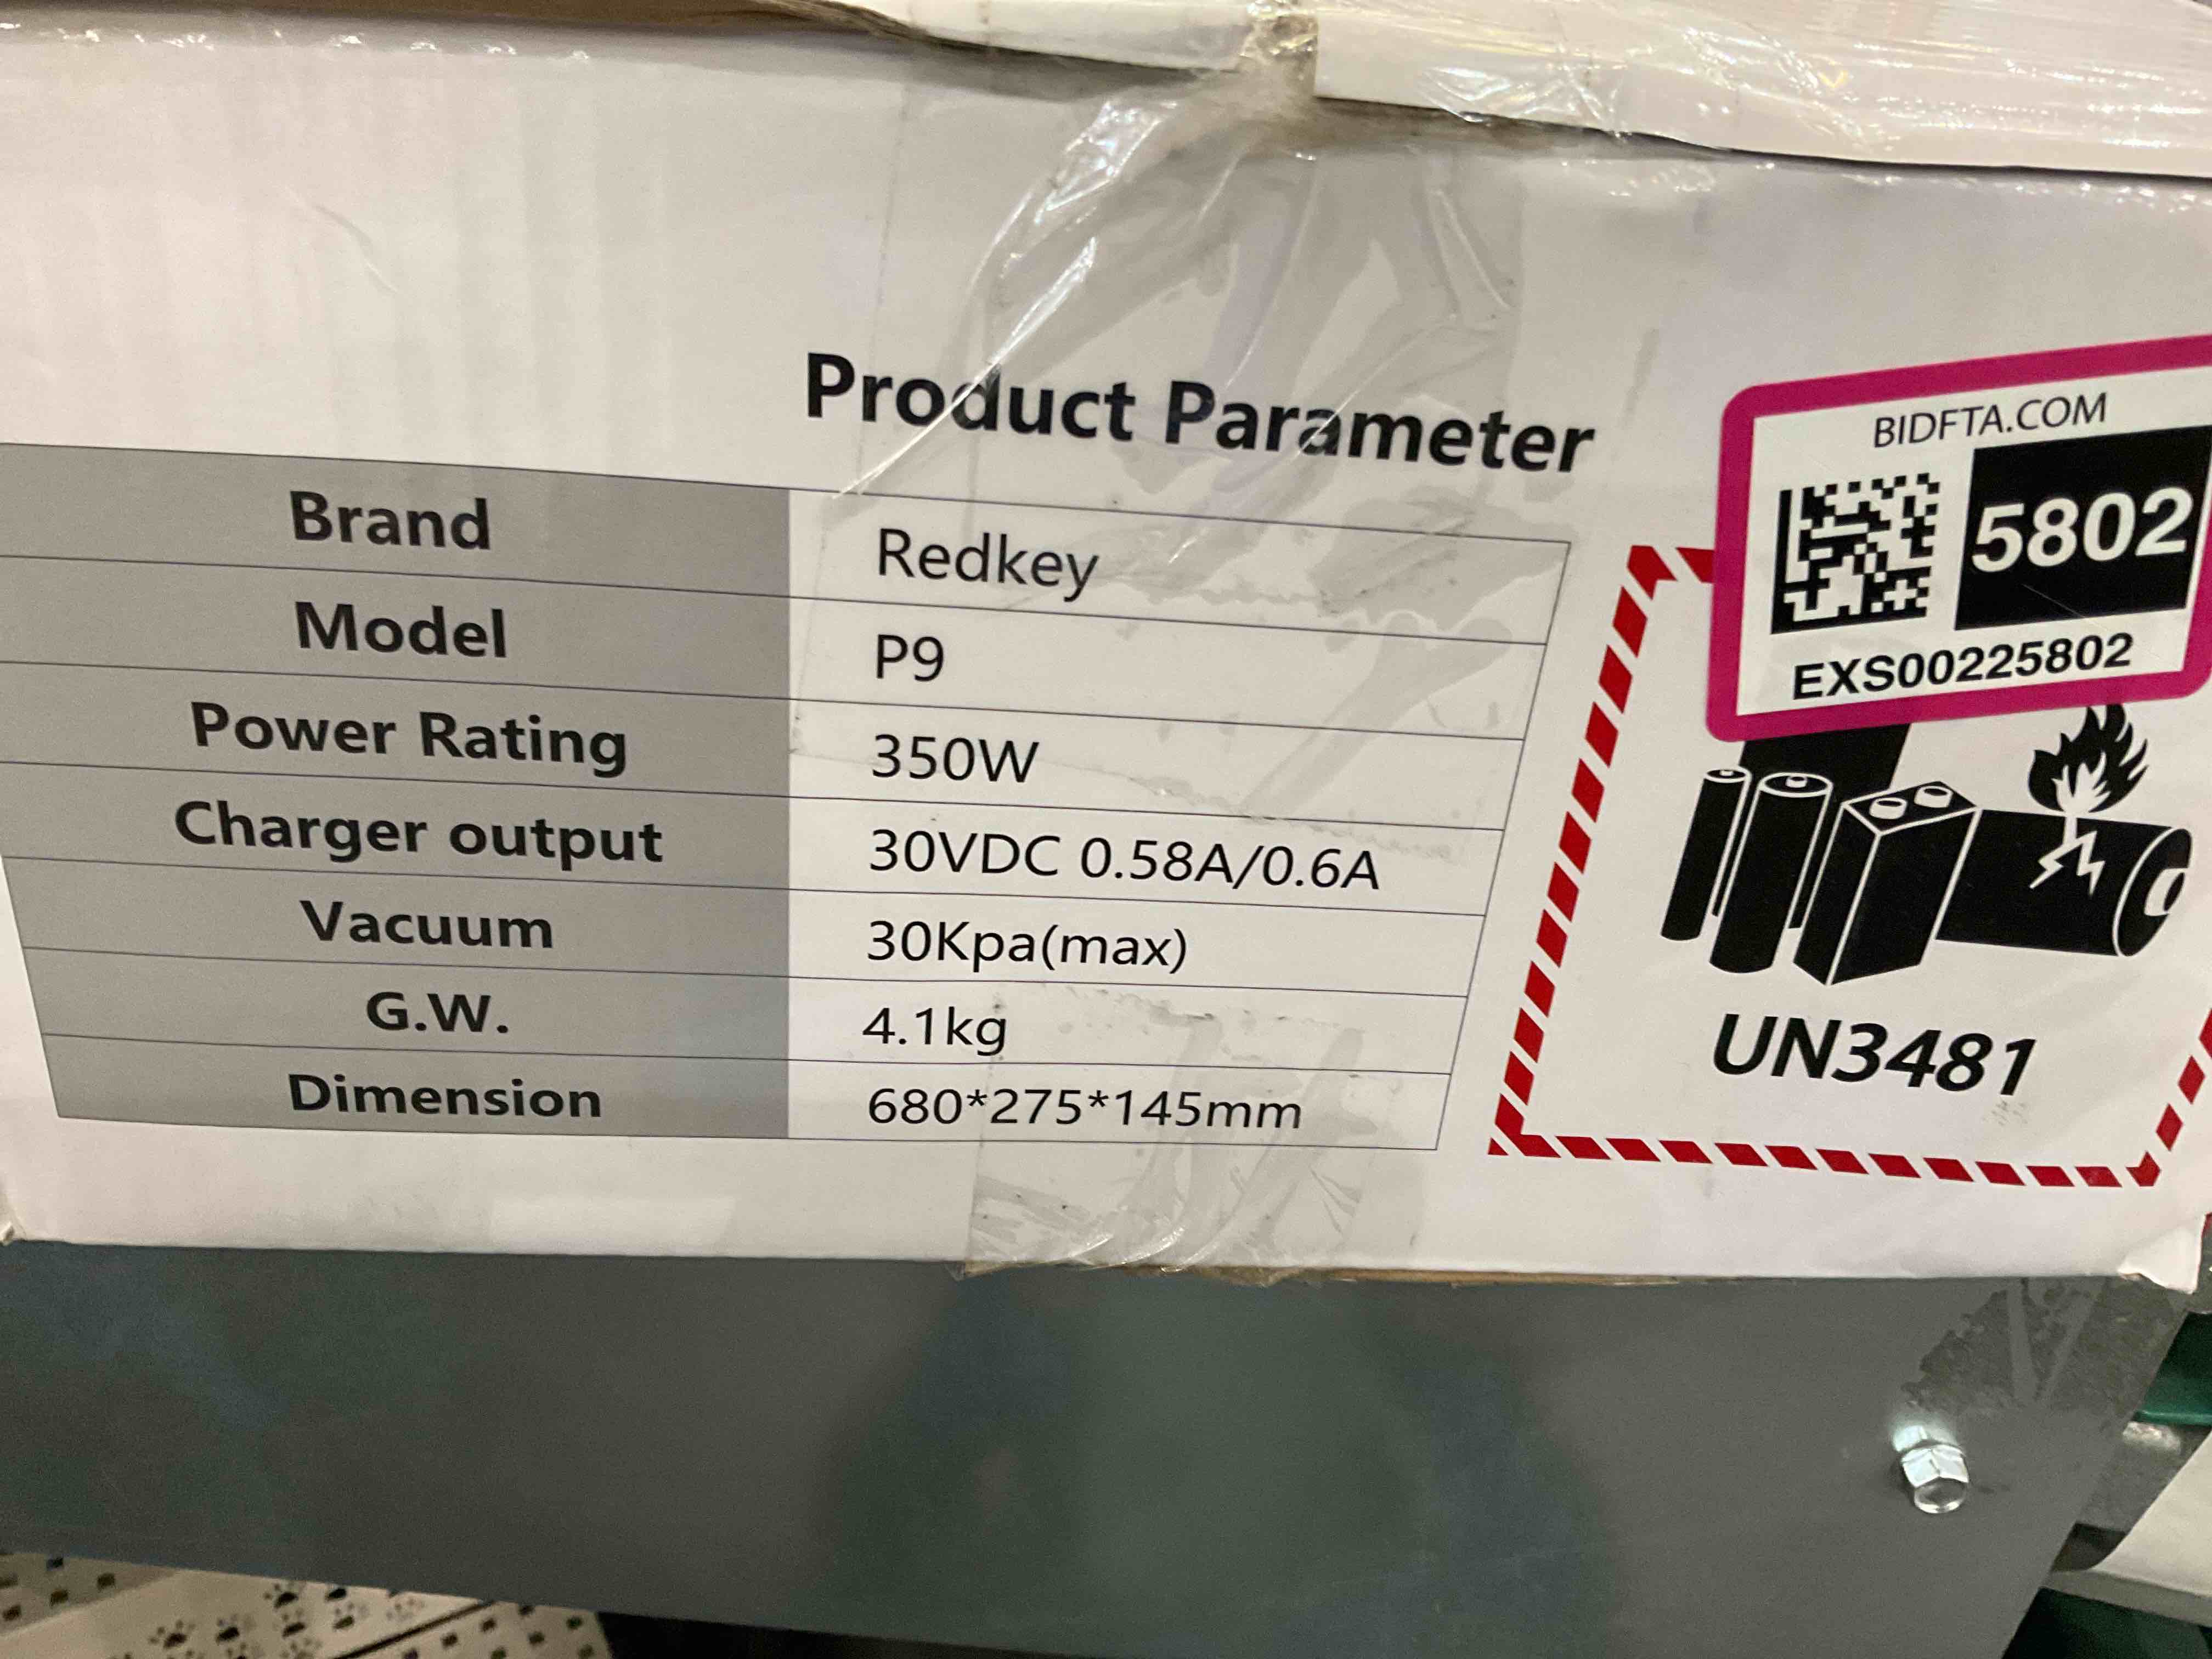 Product Parameter
Brand Redkey
Model P9
Power Rating 350W
Charger output 30VDC 0.58A/0.6A
Vacuum 30Kpa(max)
G.W. 4.1kg
Dimension 680*275*145mm
BIDFTA.COM
5802
EXS00225802
UN3481